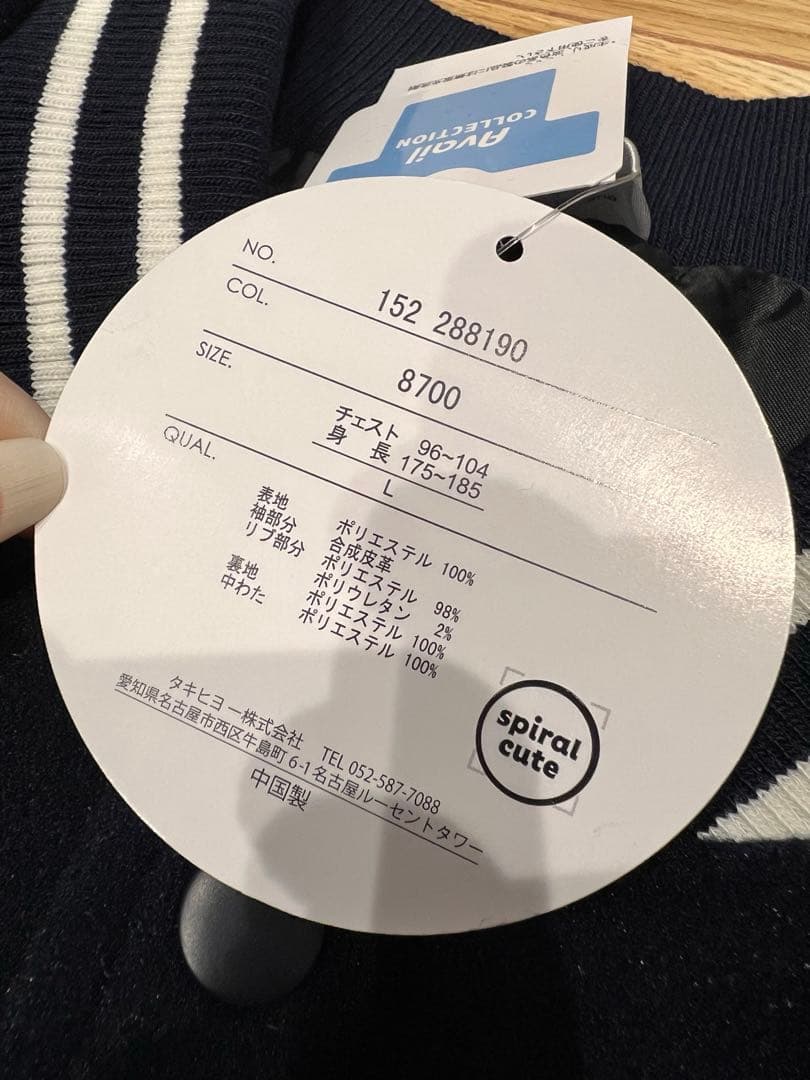 Avail
COLLECTION
NO.
152 288190
COL.
8700
SIZE.
チェスト 96~104
身 長 175~185
L
QUAL.
表地 ポリエステル 100%
袖部分 合成皮革
リブ部分 ポリエステル 98%
ポリウレタン 2%
裏地 ポリエステル 100%
中わた ポリエステル 100%
タキヒヨー株式会社 TEL 052-587-7088
愛知県名古屋市西区牛島町6-1名古屋ルーセントタワー
中国製
spiral
cute